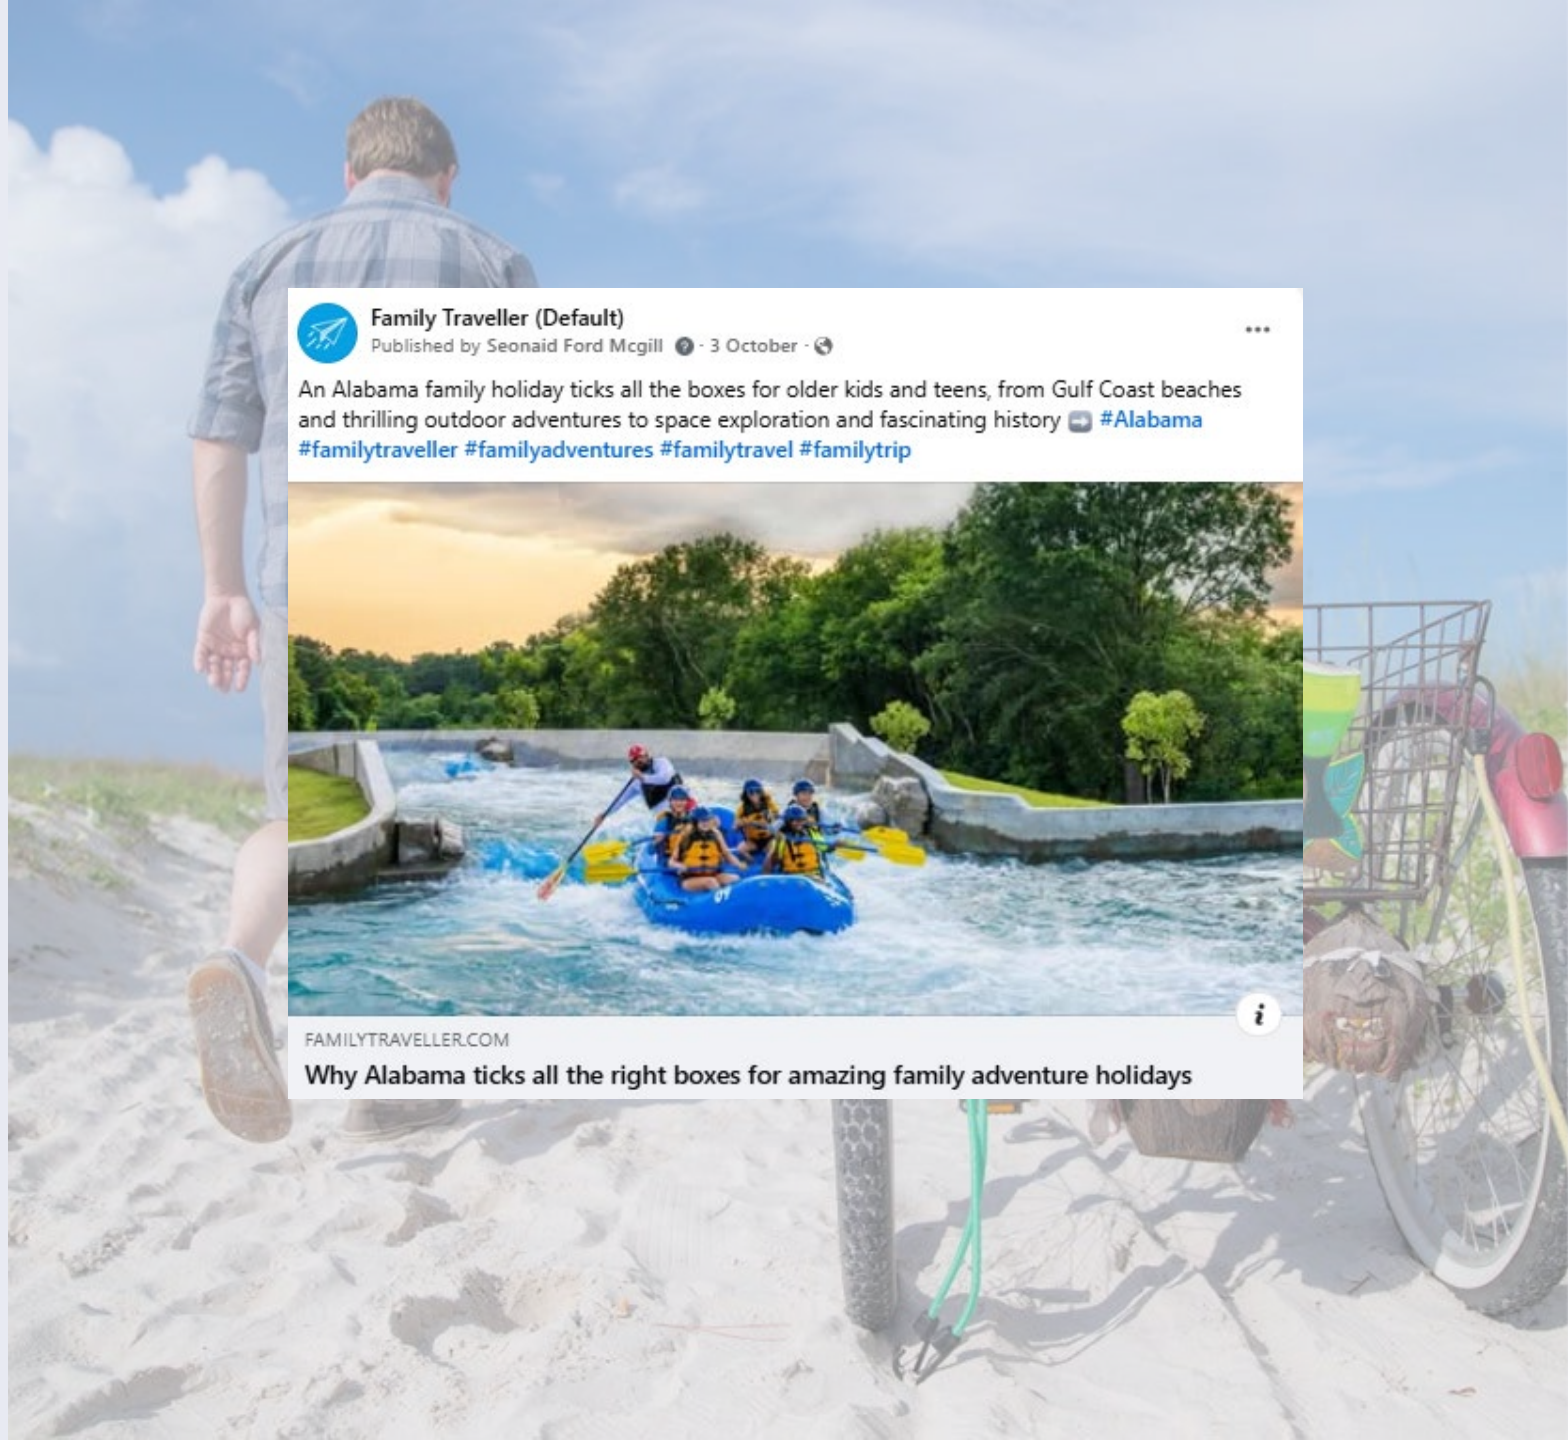 Family Traveller (Default)
Published by Seonaid Ford Mcgill · 3 October ·
An Alabama family holiday ticks all the boxes for older kids and teens, from Gulf Coast beaches
and thrilling outdoor adventures to space exploration and fascinating history ➡ #Alabama
#familytraveller #familyadventures #familytravel #familytrip
FAMILYTRAVELLER.COM
Why Alabama ticks all the right boxes for amazing family adventure holidays